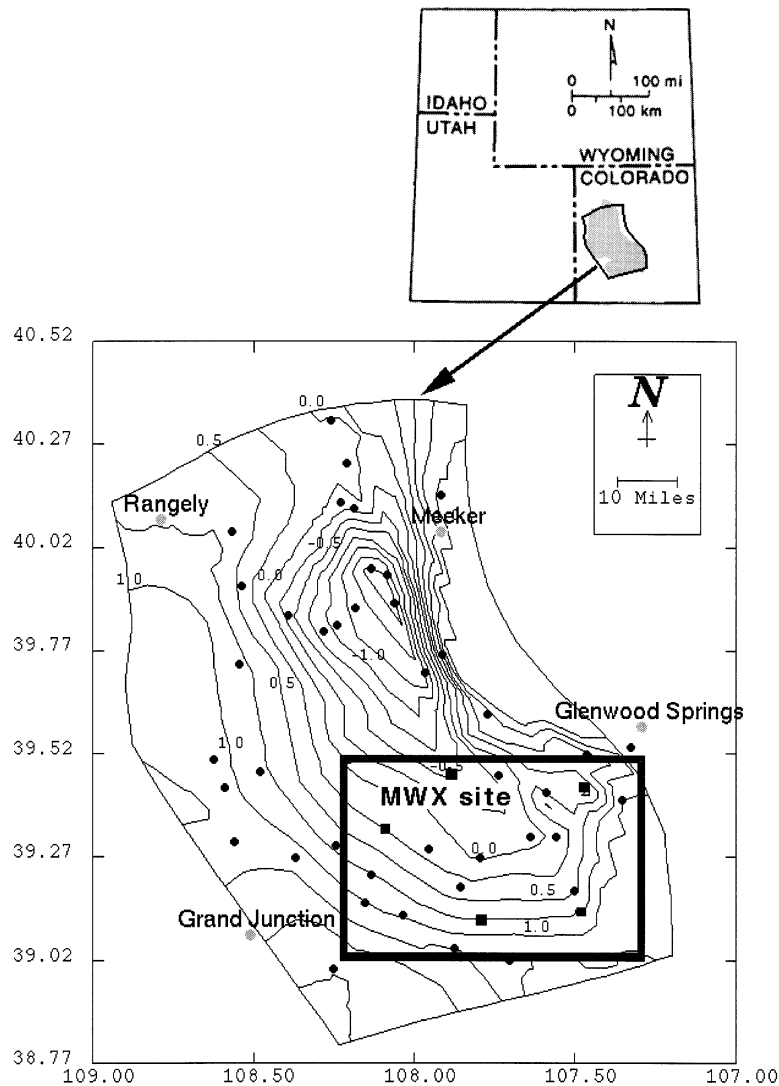 N
0 100 mi
0 100 km
IDAHO
UTAH
WYOMING
COLORADO
40.52
N
10 Miles
0.0
0.5
40.27
Rangely
Meeker
40.02
-0.5
0.0
1.0
39.77
-1.0
0.5
Glenwood Springs
1.0
39.52
-0.5
MWX site
39.27
0.0
0.5
Grand Junction
1.0
39.02
38.77
109.00 108.50 108.00 107.50 107.00